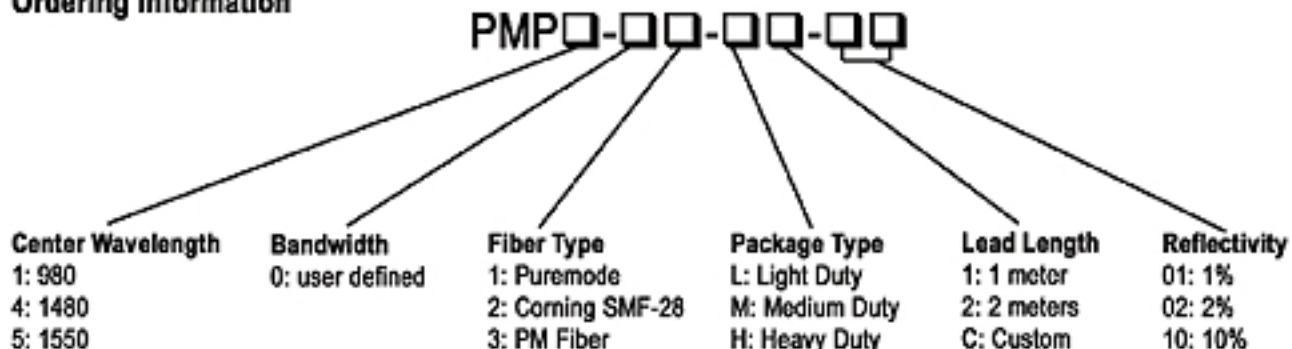 Ordering Information
PMP□-□□-□□-□□
Center Wavelength
1: 980
4: 1480
5: 1550
Bandwidth
0: user defined
Fiber Type
1: Puremode
2: Corning SMF-28
3: PM Fiber
Package Type
L: Light Duty
M: Medium Duty
H: Heavy Duty
Lead Length
1: 1 meter
2: 2 meters
C: Custom
Reflectivity
01: 1%
02: 2%
10: 10%